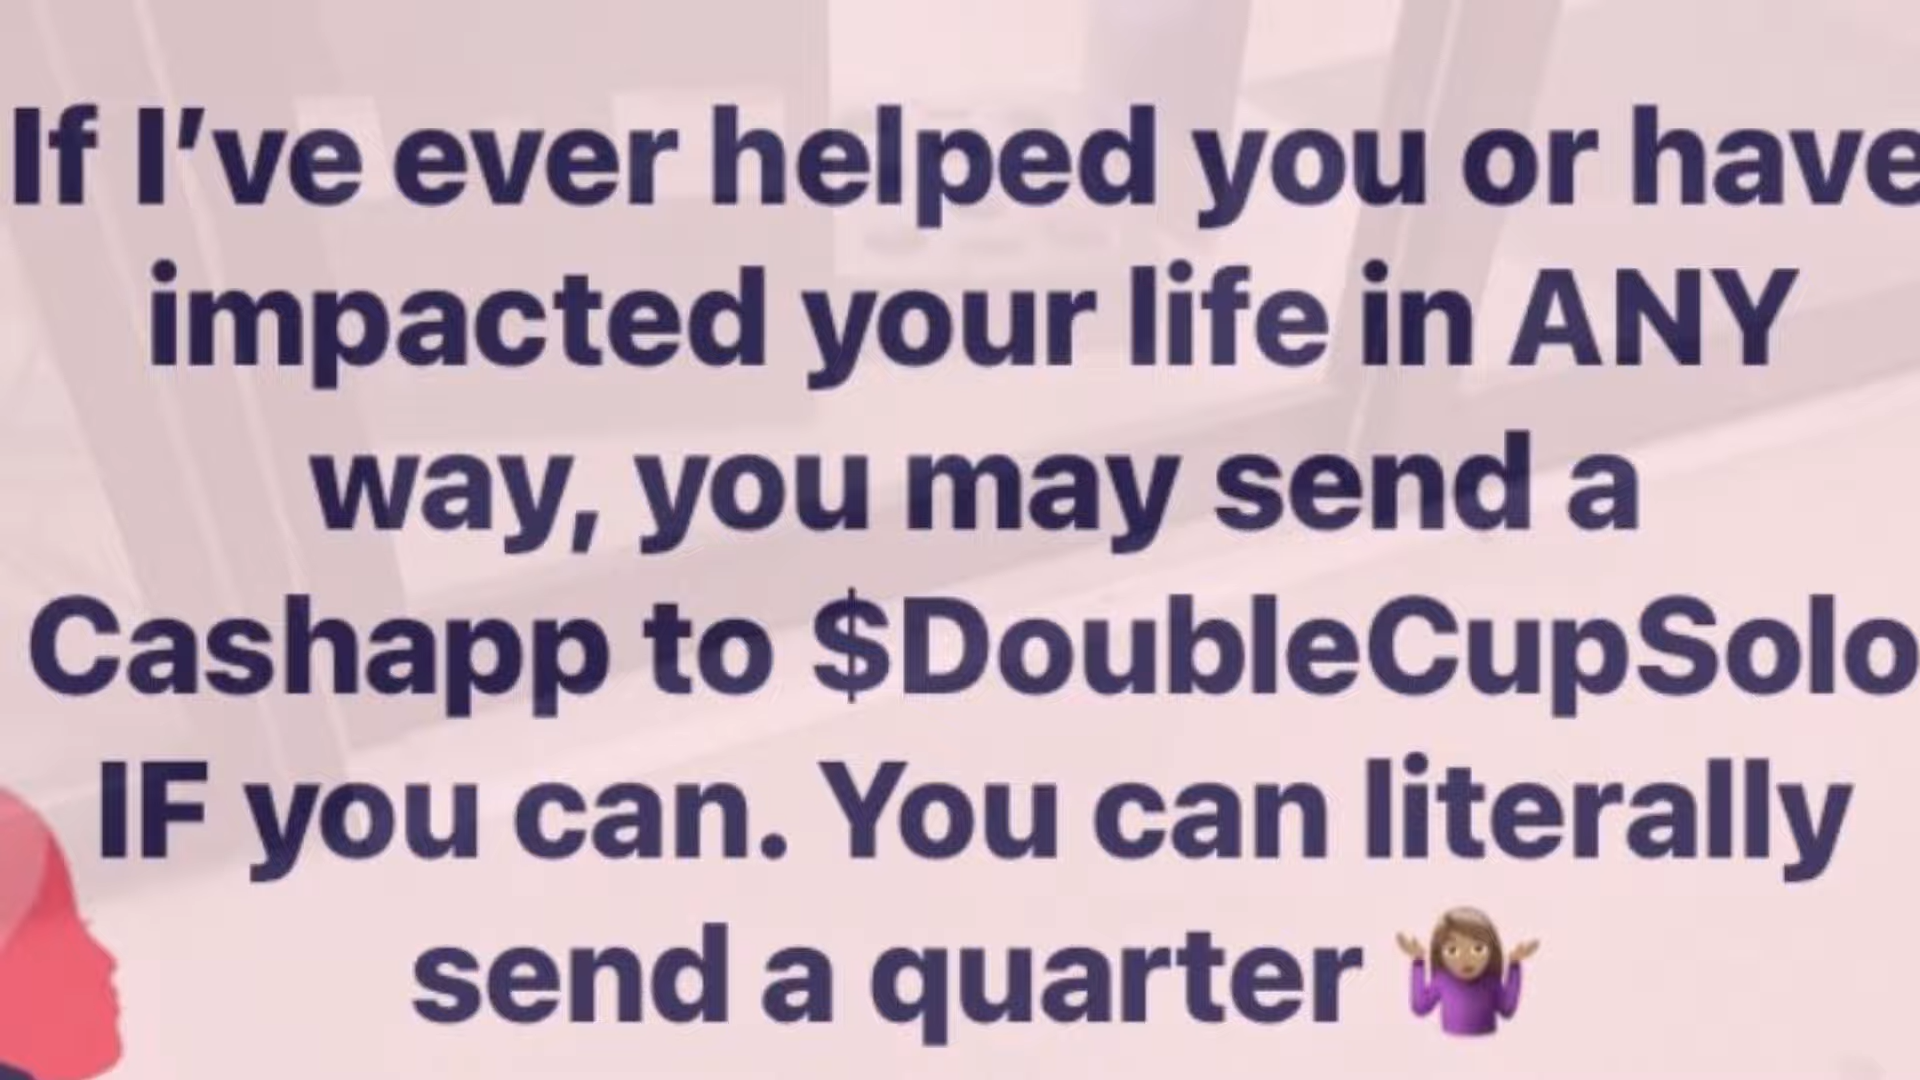 If I’ve ever helped you or have
impacted your life in ANY
way, you may send a
Cashapp to $DoubleCupSolo
IF you can. You can literally
send a quarter 🤷🏽‍♀️